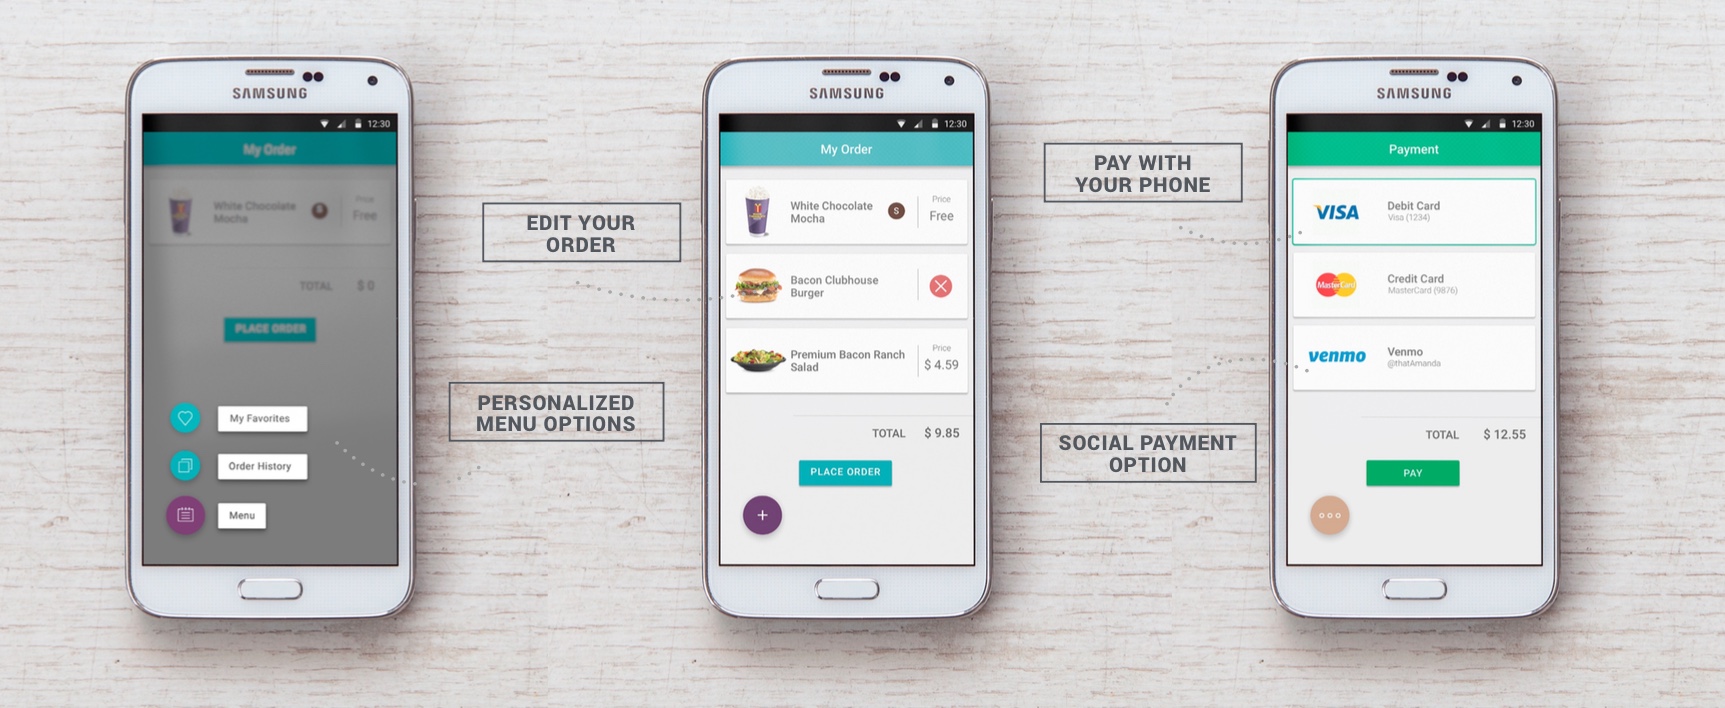 SAMSUNG
12:30
My Order
White Chocolate
Mocha
Price
Free
TOTAL $ 0
PLACE ORDER
My Favorites
Order History
Menu
EDIT YOUR
ORDER
PERSONALIZED
MENU OPTIONS
SAMSUNG
12:30
My Order
White Chocolate
Mocha
S
Price
Free
Bacon Clubhouse
Burger
Premium Bacon Ranch
Salad
Price
$ 4.59
TOTAL $ 9.85
PLACE ORDER
+
PAY WITH
YOUR PHONE
SOCIAL PAYMENT
OPTION
SAMSUNG
12:30
Payment
VISA
Debit Card
Visa (1234)
MasterCard
Credit Card
MasterCard (9876)
venmo
Venmo
@thatAmanda
TOTAL $ 12.55
PAY